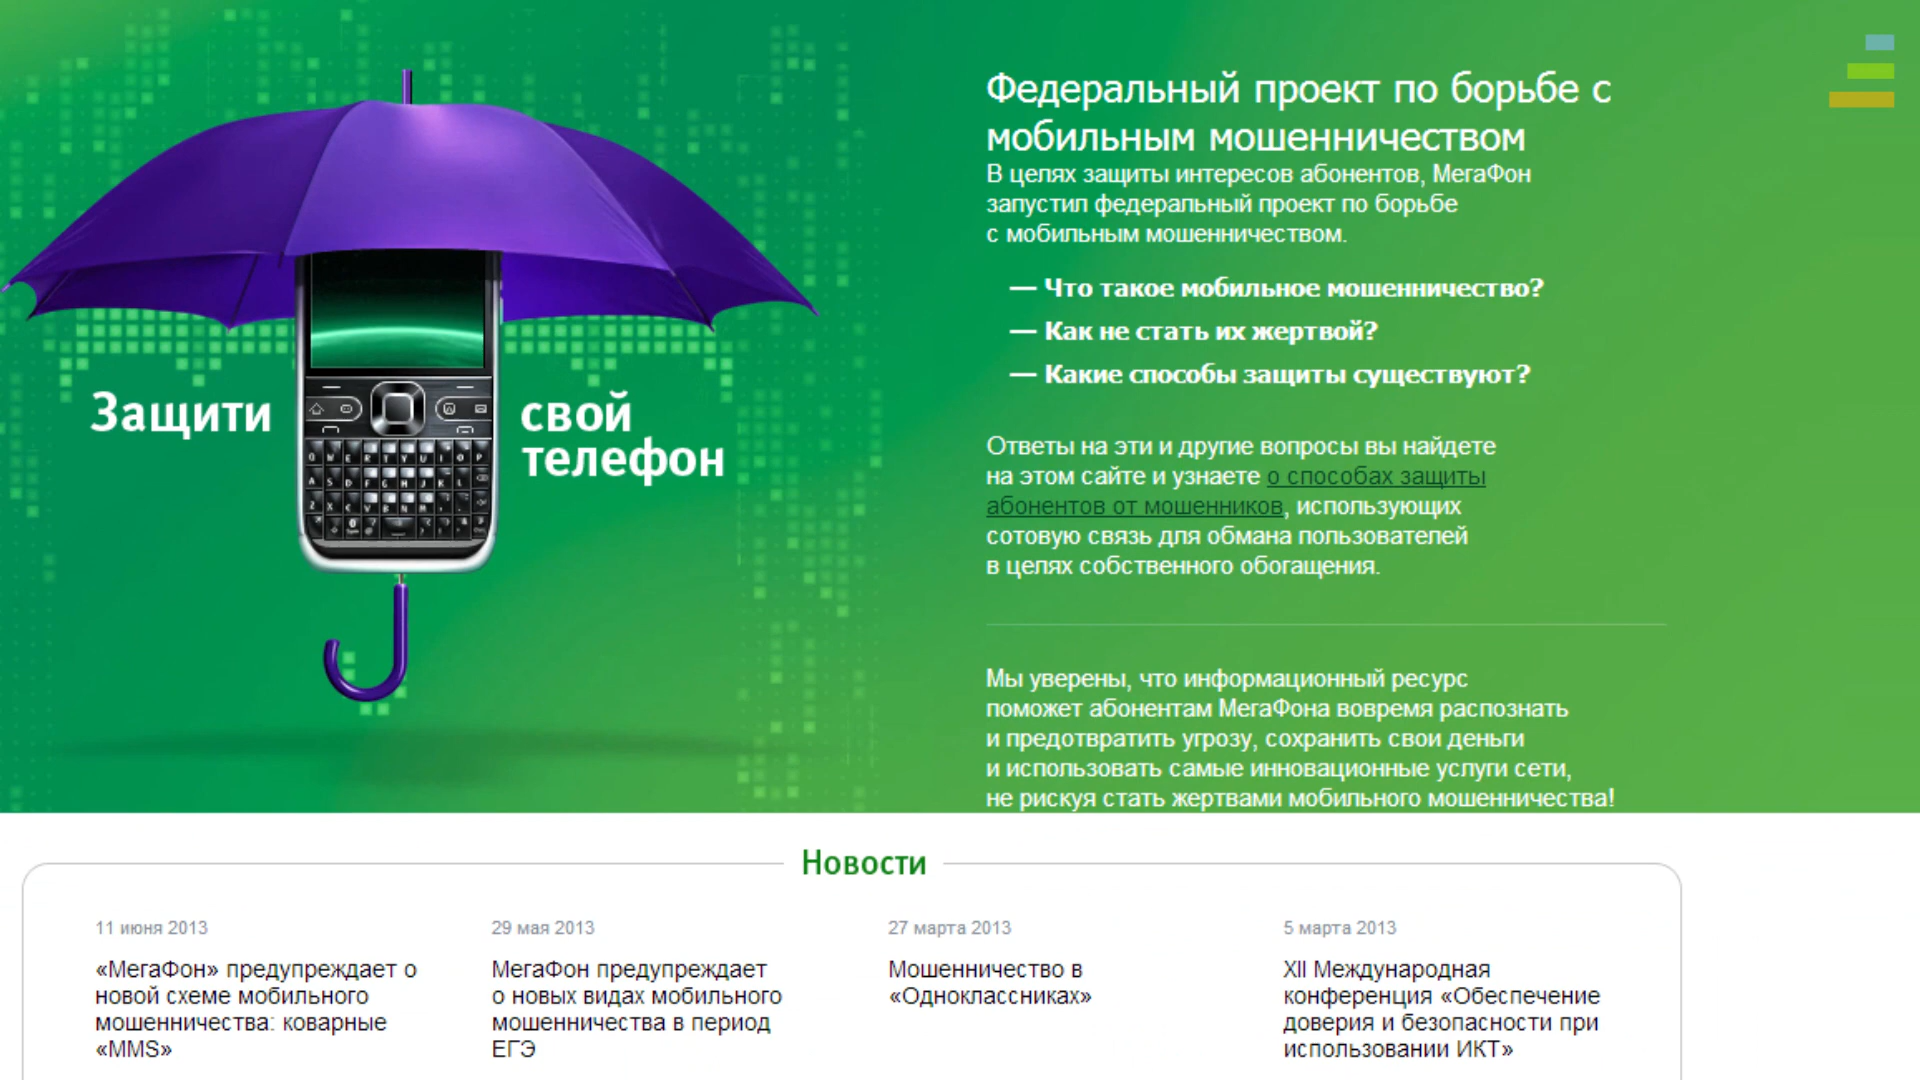 Защити
свой
телефон
Федеральный проект по борьбе с
мобильным мошенничеством
В целях защиты интересов абонентов, МегаФон
запустил федеральный проект по борьбе
с мобильным мошенничеством.
— Что такое мобильное мошенничество?
— Как не стать их жертвой?
— Какие способы защиты существуют?
Ответы на эти и другие вопросы вы найдете
на этом сайте и узнаете о способах защиты
абонентов от мошенников, использующих
сотовую связь для обмана пользователей
в целях собственного обогащения.
Мы уверены, что информационный ресурс
поможет абонентам МегаФона вовремя распознать
и предотвратить угрозу, сохранить свои деньги
и использовать самые инновационные услуги сети,
не рискуя стать жертвами мобильного мошенничества!
Новости
11 июня 2013
«МегаФон» предупреждает о
новой схеме мобильного
мошенничества: коварные
«MMS»
29 мая 2013
МегаФон предупреждает
о новых видах мобильного
мошенничества в период
ЕГЭ
27 марта 2013
Мошенничество в
«Одноклассниках»
5 марта 2013
XII Международная
конференция «Обеспечение
доверия и безопасности при
использовании ИКТ»